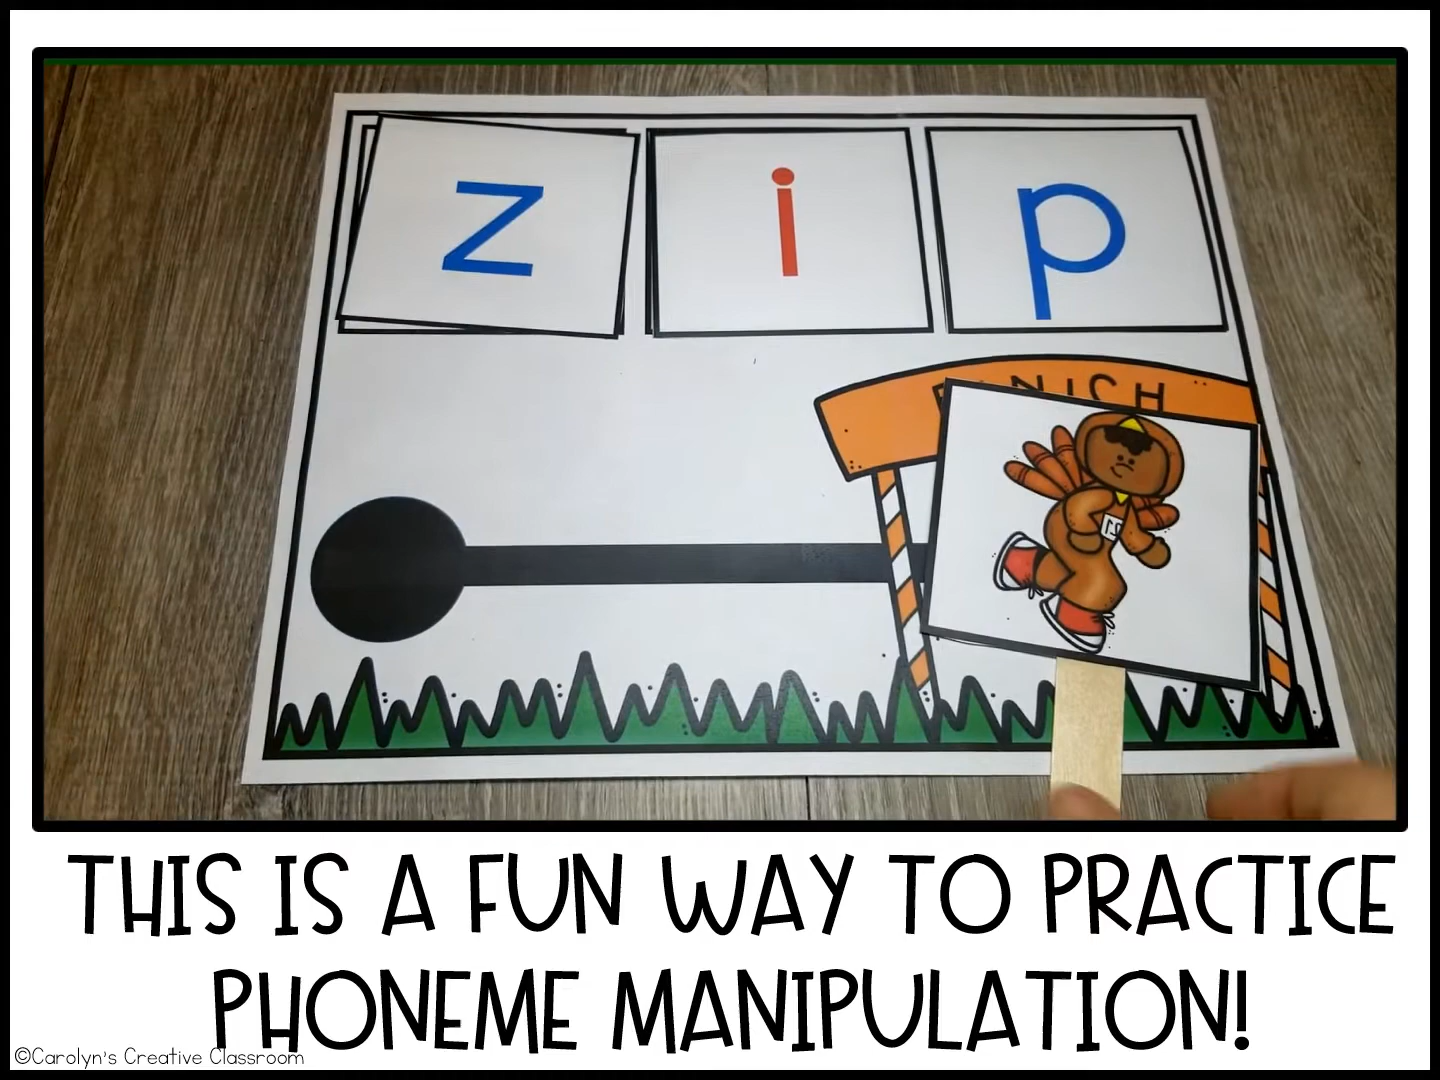 z i p
THIS IS A FUN WAY TO PRACTICE
PHONEME MANIPULATION!
©Carolyn's Creative Classroom